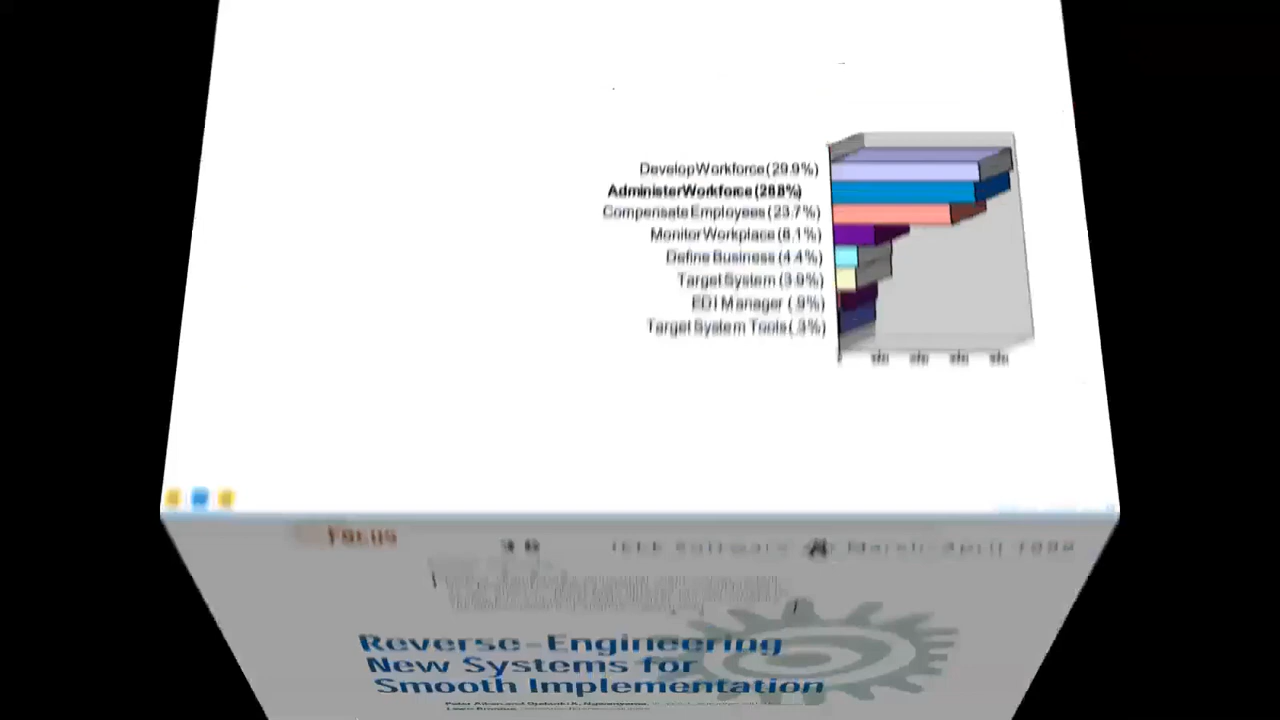 DevelopWorkforce (29.9%)
AdministerWorkforce (28.8%)
Compensate Employees (23.7%)
Monitor Workplace (8.1%)
Define Business (4.4%)
Target System (3.9%)
EDI Manager (.9%)
Target System Tools (.3%)
FOCUS
IEEE Software March/April
Reverse-Engineering
New Systems for
Smooth Implementation